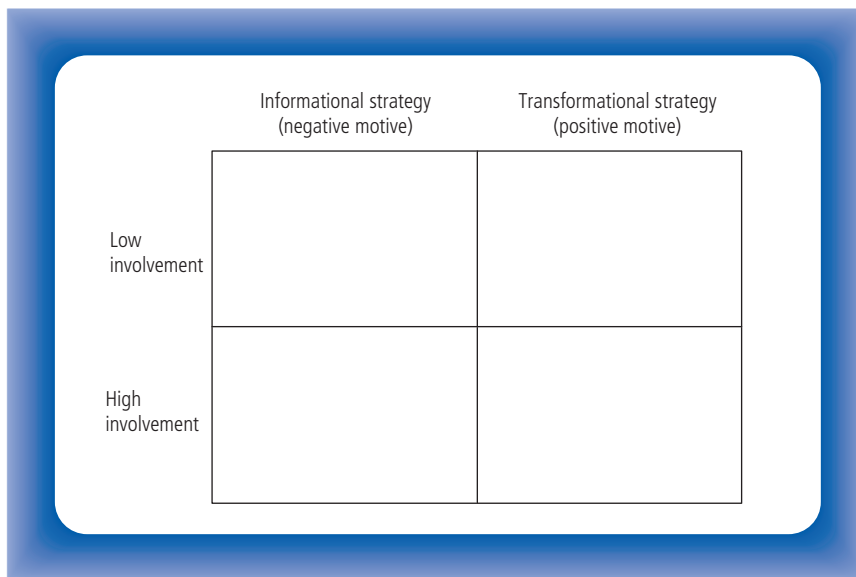 Informational strategy
(negative motive)
Transformational strategy
(positive motive)
Low
involvement
High
involvement